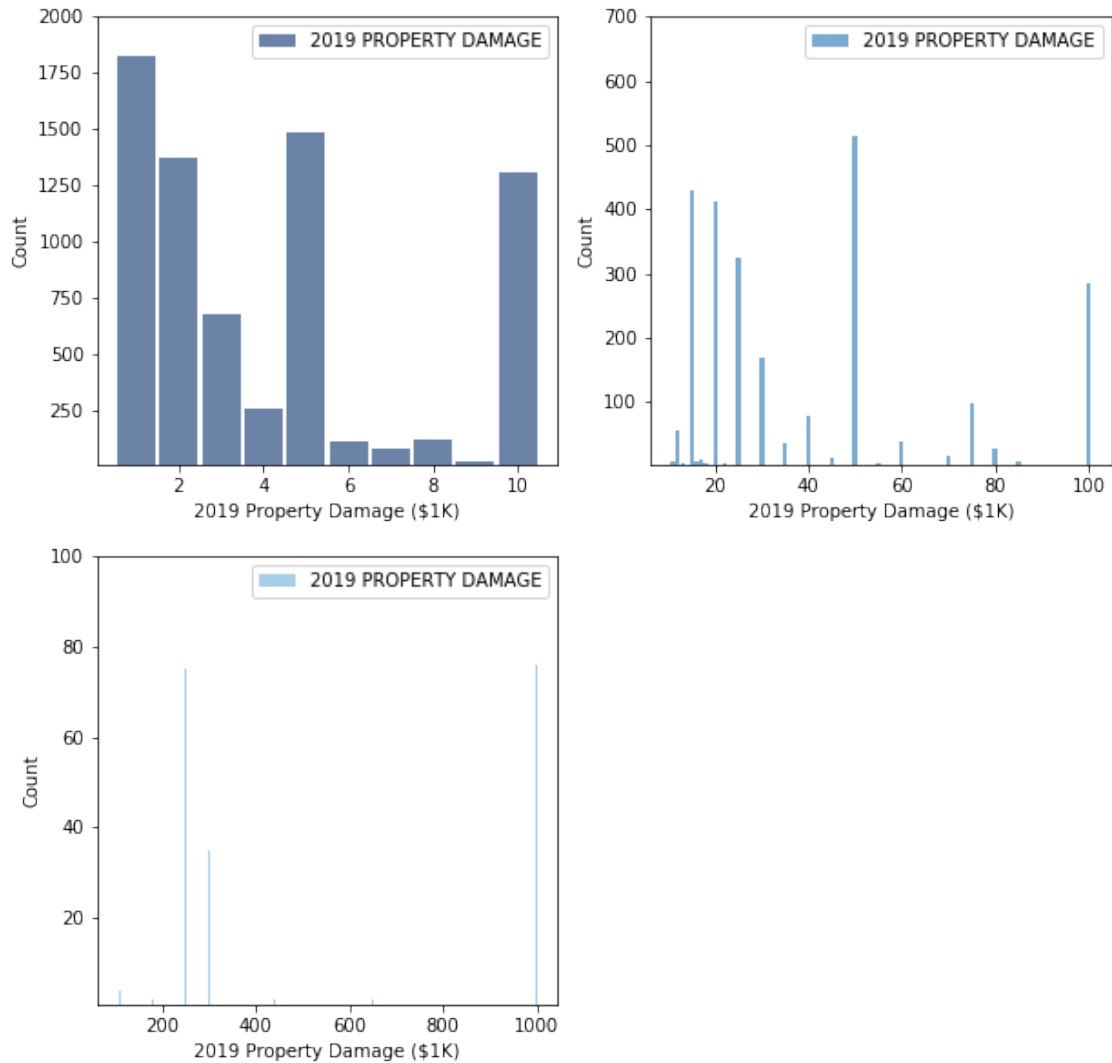 2000
1750
1500
1250
1000
750
500
250
Count
2019 PROPERTY DAMAGE
2 4 6 8 10
2019 Property Damage ($1K)
700
600
500
400
300
200
100
Count
2019 PROPERTY DAMAGE
20 40 60 80 100
2019 Property Damage ($1K)
100
80
60
40
20
Count
2019 PROPERTY DAMAGE
200 400 600 800 1000
2019 Property Damage ($1K)